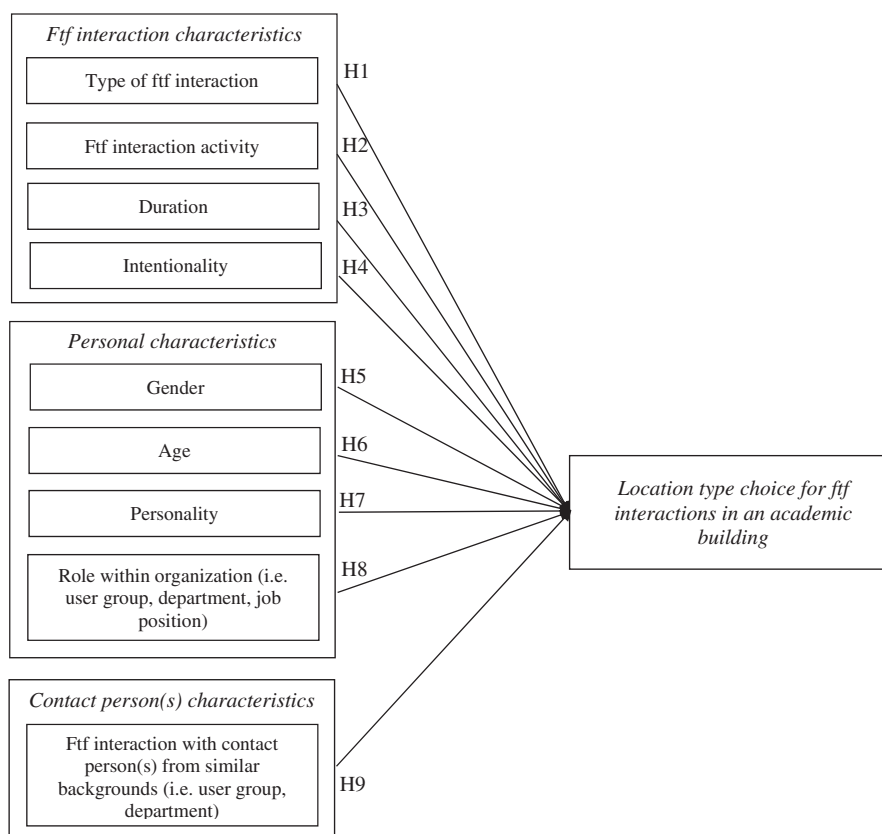 Ftf interaction characteristics
Type of ftf interaction
H1
Ftf interaction activity
H2
Duration
H3
Intentionality
H4
Personal characteristics
Gender
H5
Age
H6
Personality
H7
Role within organization (i.e.
user group, department, job
position)
H8
Contact person(s) characteristics
Ftf interaction with contact
person(s) from similar
backgrounds (i.e. user group,
department)
H9
Location type choice for ftf
interactions in an academic
building